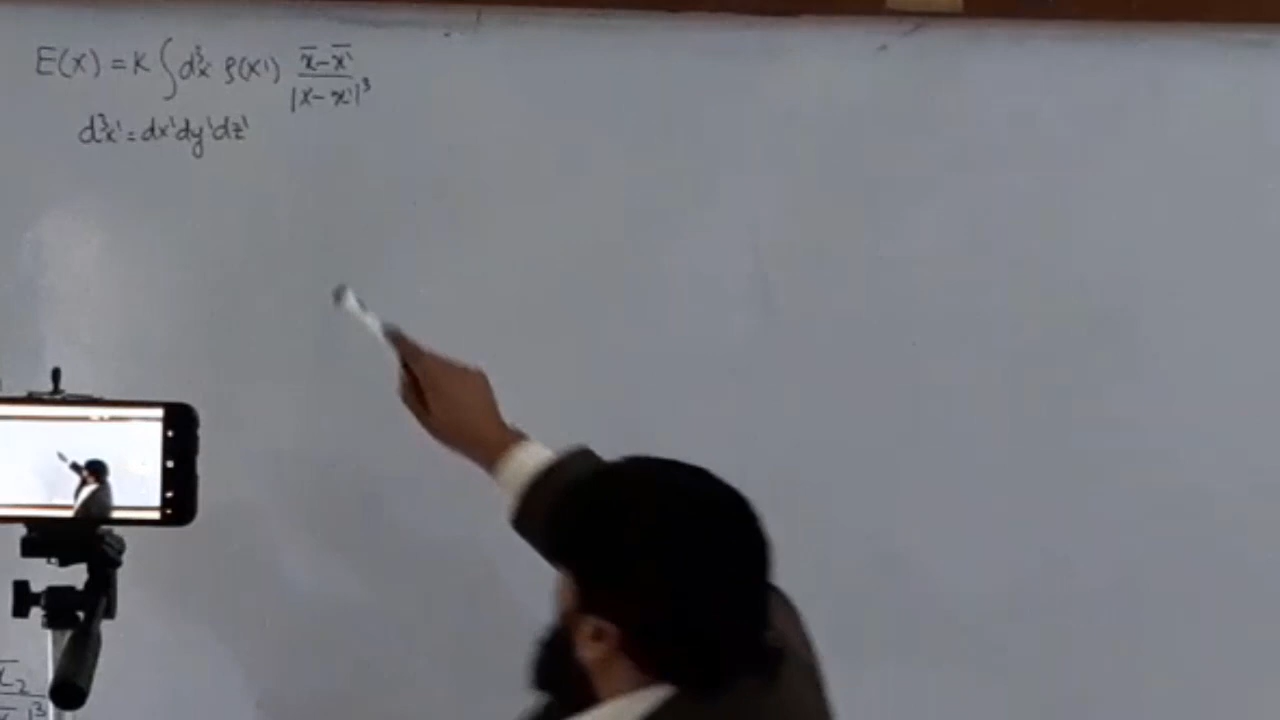 E(x) = K ∫ d³x ρ(x') (x̄ - x̄')/|x - x'|³
d³x' = dx'dy'dz'